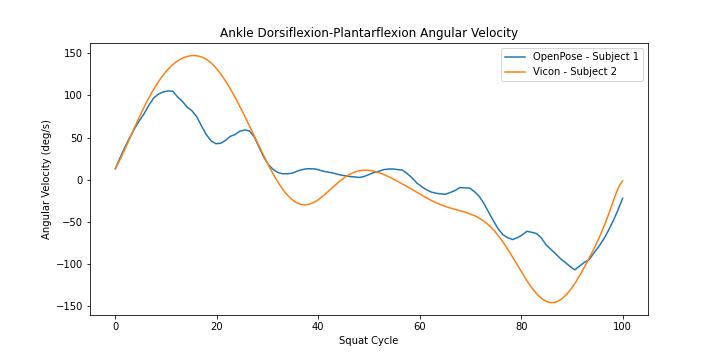 Ankle Dorsiflexion-Plantarflexion Angular Velocity
OpenPose - Subject 1
Vicon - Subject 2
Angular Velocity (deg/s)
150
100
50
0
−50
−100
−150
0
20
40
60
80
100
Squat Cycle